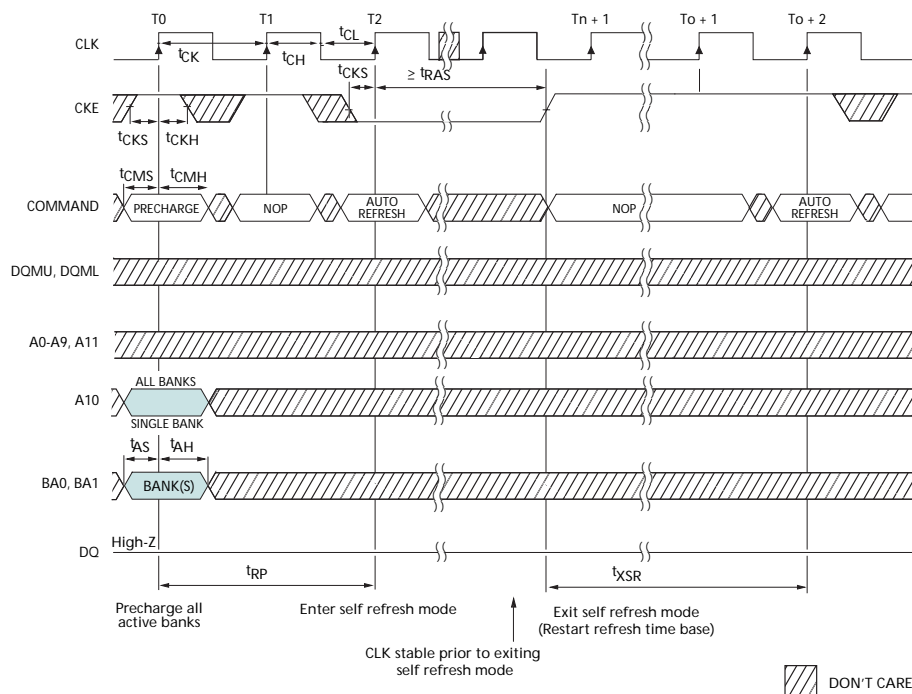 T0 T1 T2 Tn + 1 To + 1 To + 2
CLK
tCK tCH tCL
tCKS ≥ tRAS
CKE
tCKS tCKH
tCMS tCMH
COMMAND PRECHARGE NOP AUTO REFRESH NOP AUTO REFRESH
DQMU, DQML
A0-A9, A11
ALL BANKS
A10
SINGLE BANK
tAS tAH
BA0, BA1 BANK(S)
High-Z
DQ
tRP tXSR
Precharge all
active banks
Enter self refresh mode
Exit self refresh mode
(Restart refresh time base)
CLK stable prior to exiting
self refresh mode
DON'T CARE